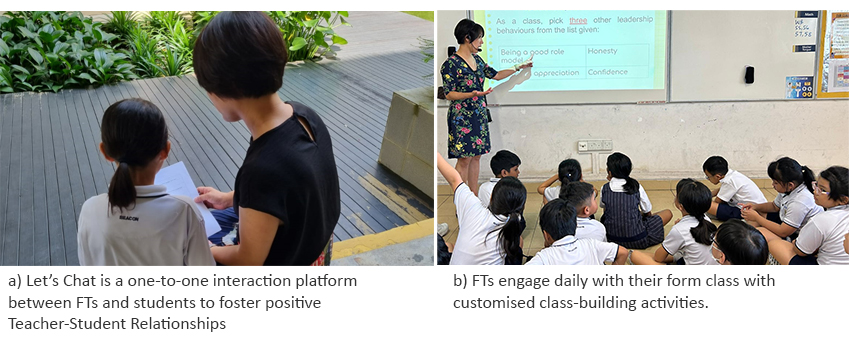 BEACON
As a class, pick three other leadership
behaviours from the list given:
Being a good role
model
Honesty
appreciation
Confidence
a) Let's Chat is a one-to-one interaction platform
between FTs and students to foster positive
Teacher-Student Relationships
b) FTs engage daily with their form class with
customised class-building activities.